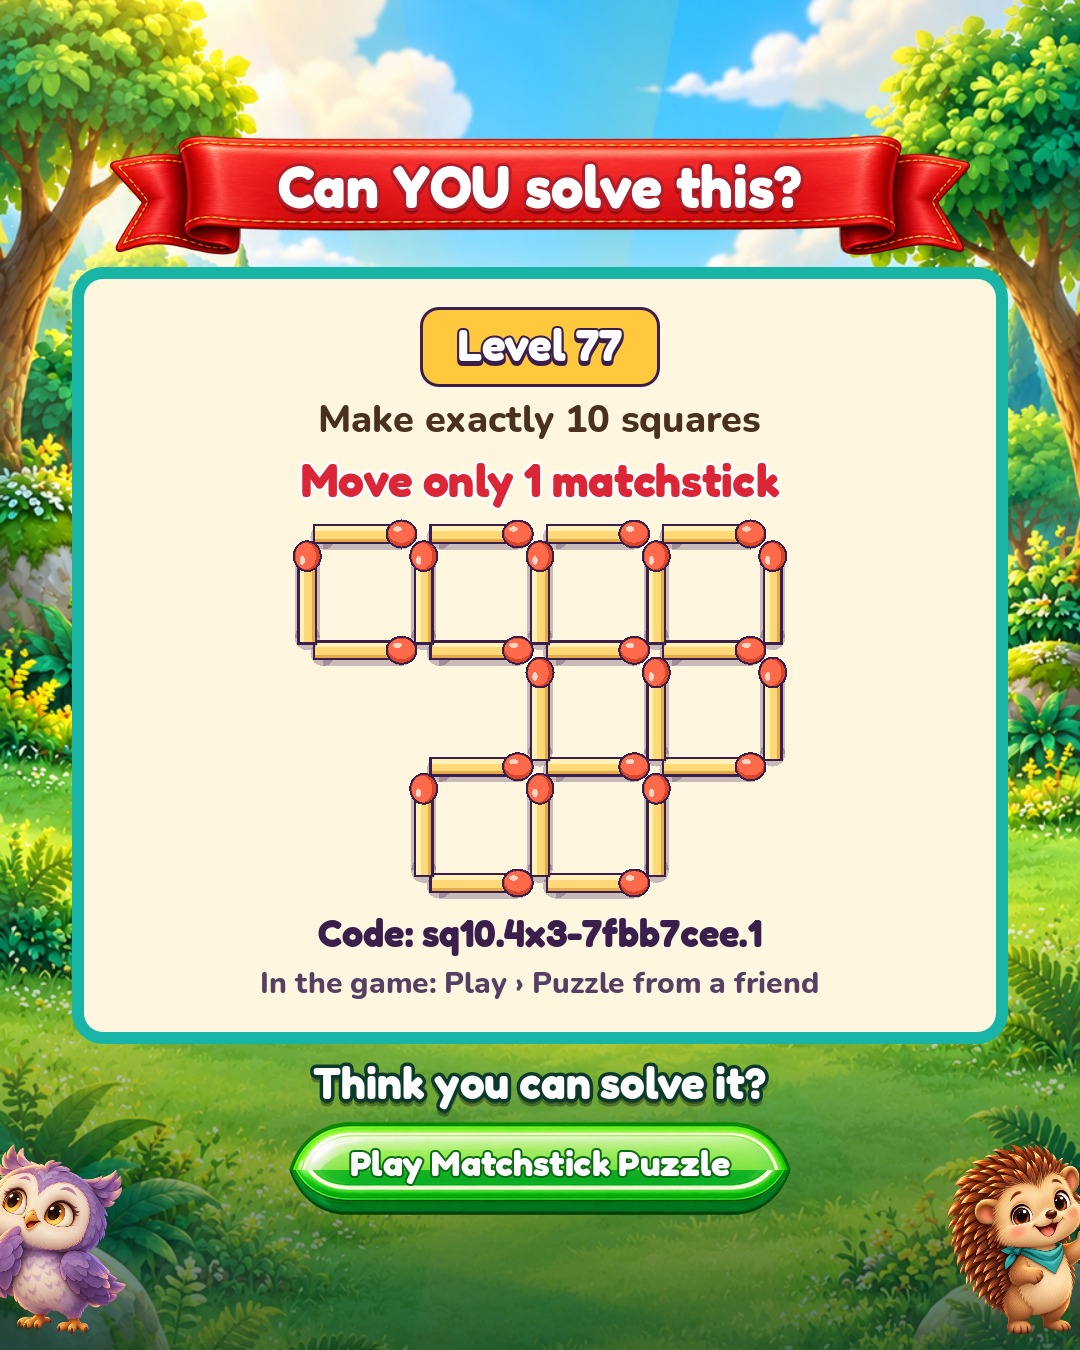 Can YOU solve this?
Level 77
Make exactly 10 squares
Move only 1 matchstick
Code: sq10.4x3-7fbb7cee.1
In the game: Play › Puzzle from a friend
Think you can solve it?
Play Matchstick Puzzle